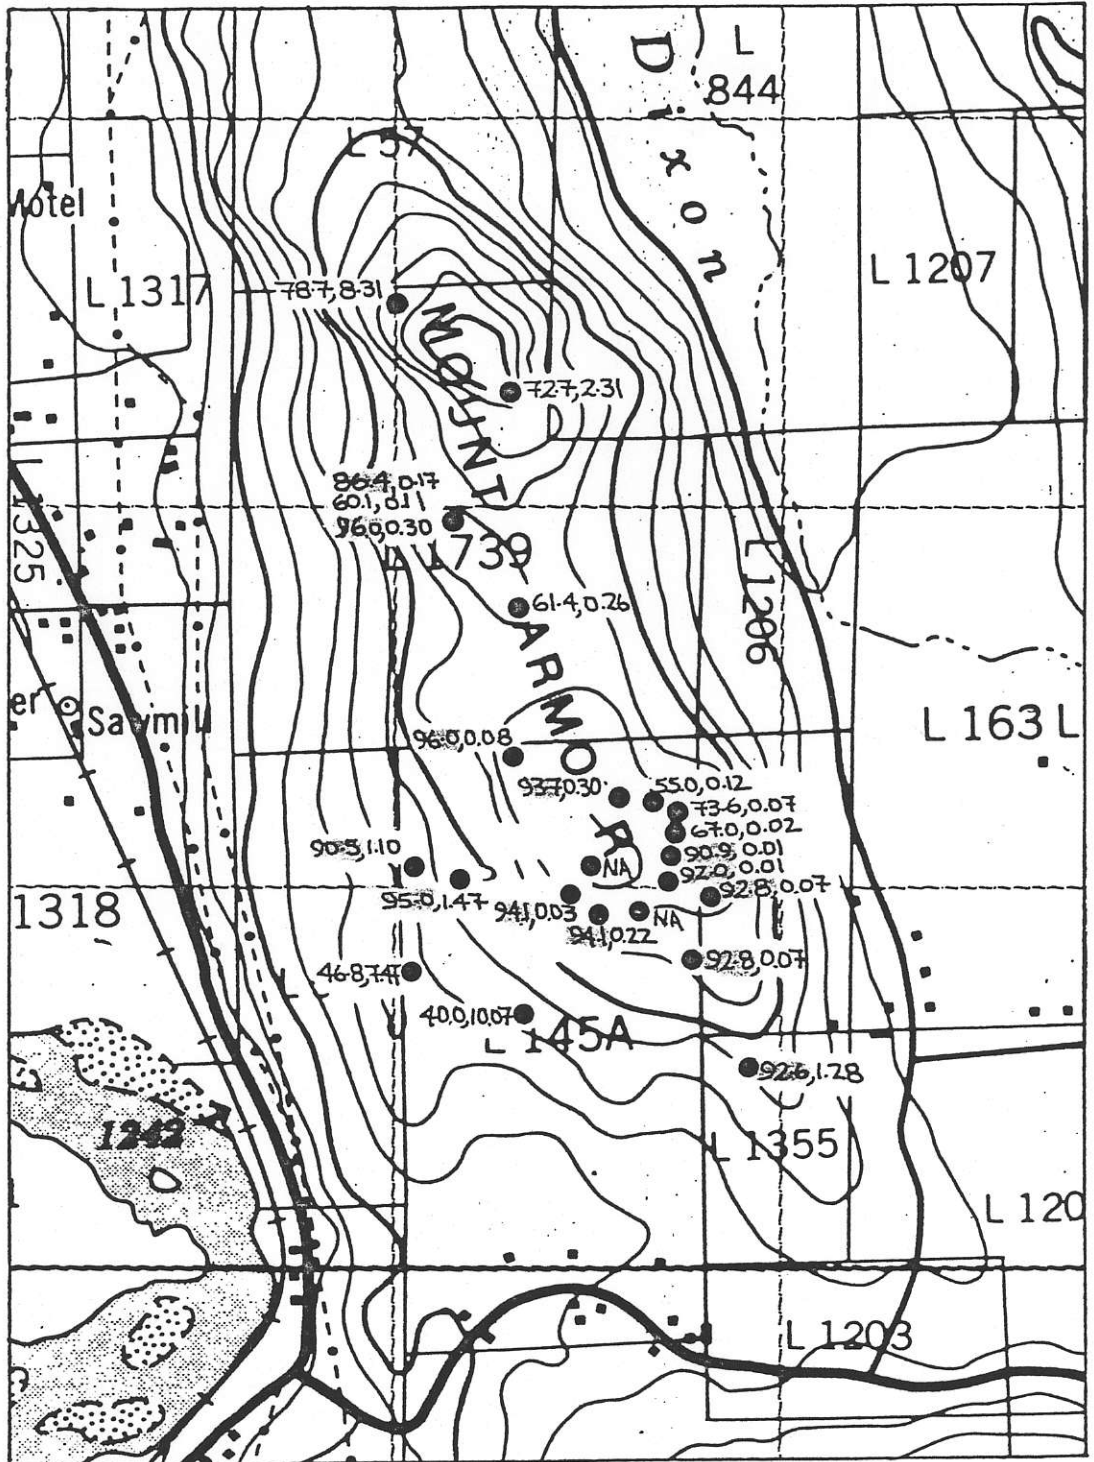 L
844
Dixon
L 57
Motel
L 1317
L 1207
78.7, 8.31
MOUNT
72.7, 2.31
86.4, 0.17
60.1, 0.11
96.0, 0.30
L 1739
L 1325
L 1206
61.4, 0.26
ARMO
er
Sawmill
L 163
L
96.0, 0.08
93.7, 0.30
55.0, 0.12
73.6, 0.07
67.0, 0.02
R
90.9, 0.01
90.5, 1.10
NA
92.0, 0.01
92.8, 0.07
95.0, 1.47
94.1, 0.03
1318
94.1, 0.22
NA
46.8, 7.47
92.8, 0.07
40.0, 10.07
L 145A
92.6, 1.28
1242
L 1355
L 120
L 1203